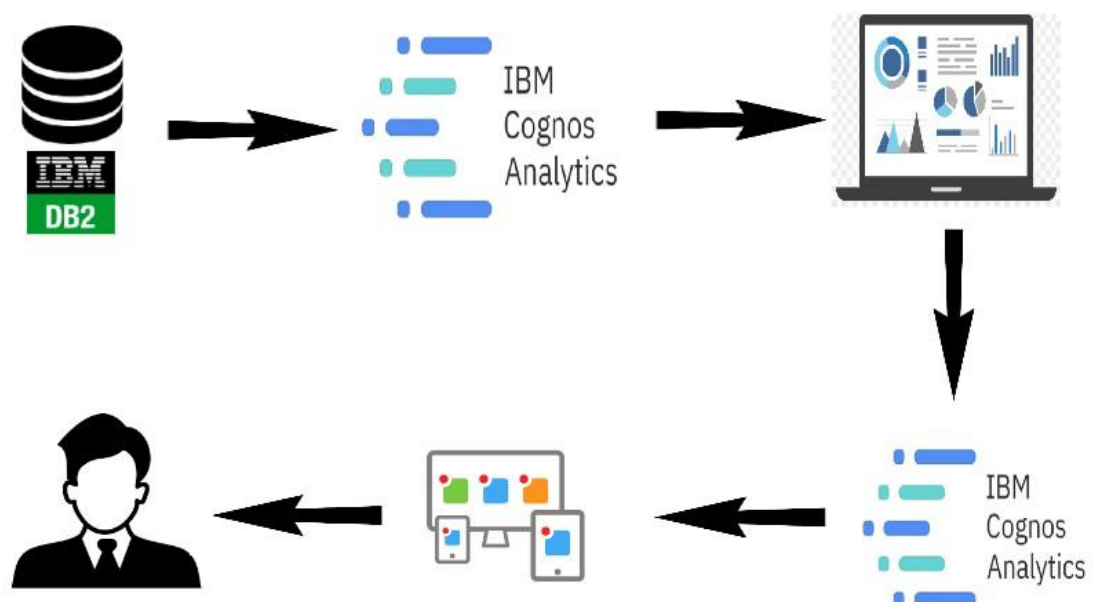 IBM
Cognos
Analytics
IBM
DB2
IBM
Cognos
Analytics